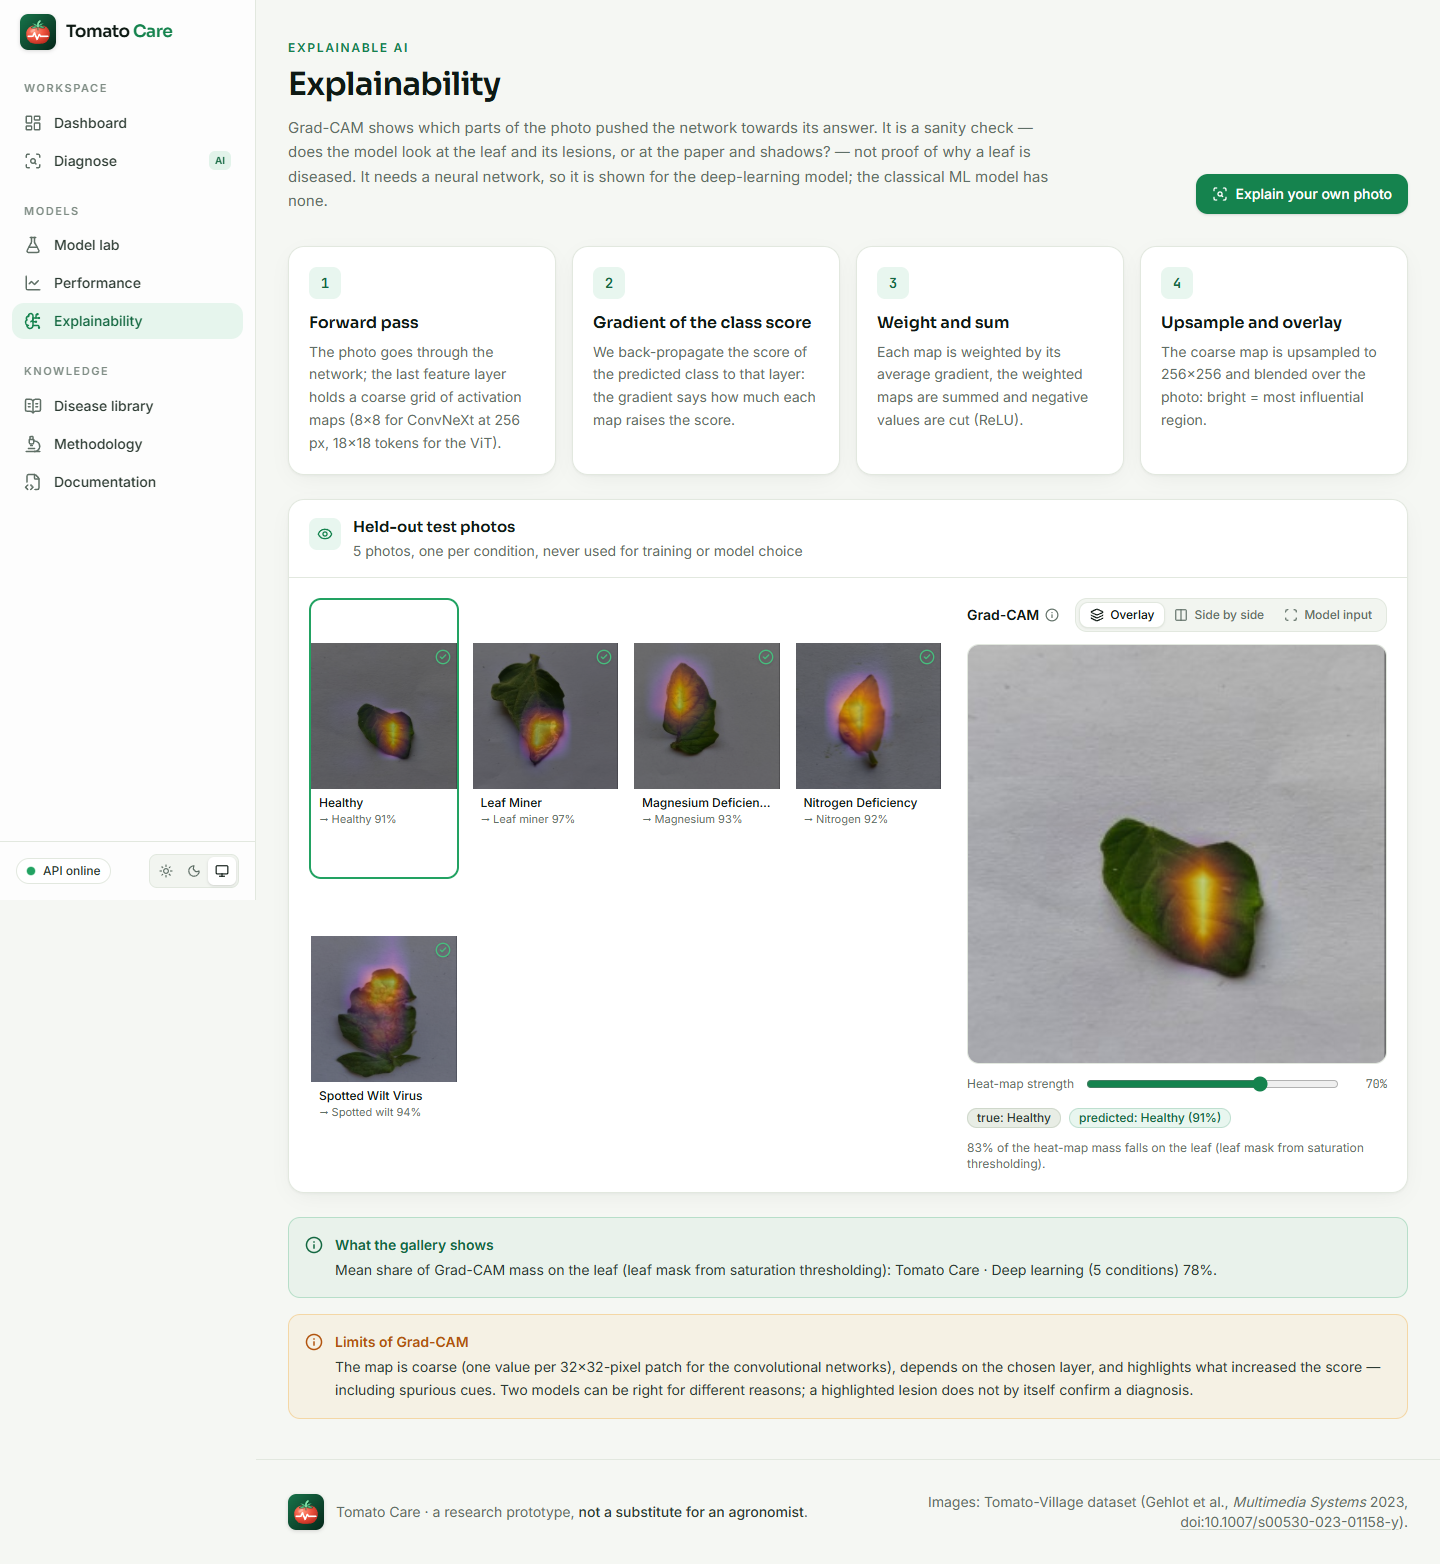 Tomato Care
WORKSPACE
Dashboard
Diagnose
AI
MODELS
Model lab
Performance
Explainability
KNOWLEDGE
Disease library
Methodology
Documentation
API online
EXPLAINABLE AI
Explainability
Grad-CAM shows which parts of the photo pushed the network towards its answer. It is a sanity check —
does the model look at the leaf and its lesions, or at the paper and shadows? — not proof of why a leaf is
diseased. It needs a neural network, so it is shown for the deep-learning model; the classical ML model has
none.
Explain your own photo
1
Forward pass
The photo goes through the
network; the last feature layer
holds a coarse grid of activation
maps (8×8 for ConvNeXt at 256
px, 18×18 tokens for the ViT).
2
Gradient of the class score
We back-propagate the score of
the predicted class to that layer:
the gradient says how much each
map raises the score.
3
Weight and sum
Each map is weighted by its
average gradient, the weighted
maps are summed and negative
values are cut (ReLU).
4
Upsample and overlay
The coarse map is upsampled to
256×256 and blended over the
photo: bright = most influential
region.
Held-out test photos
5 photos, one per condition, never used for training or model choice
Healthy
→ Healthy 91%
Leaf Miner
→ Leaf miner 97%
Magnesium Deficien...
→ Magnesium 93%
Nitrogen Deficiency
→ Nitrogen 92%
Spotted Wilt Virus
→ Spotted wilt 94%
Grad-CAM
Overlay
Side by side
Model input
Heat-map strength
70%
true: Healthy
predicted: Healthy (91%)
83% of the heat-map mass falls on the leaf (leaf mask from saturation
thresholding).
What the gallery shows
Mean share of Grad-CAM mass on the leaf (leaf mask from saturation thresholding): Tomato Care · Deep learning (5 conditions) 78%.
Limits of Grad-CAM
The map is coarse (one value per 32×32-pixel patch for the convolutional networks), depends on the chosen layer, and highlights what increased the score —
including spurious cues. Two models can be right for different reasons; a highlighted lesion does not by itself confirm a diagnosis.
Tomato Care · a research prototype, not a substitute for an agronomist.
Images: Tomato-Village dataset (Gehlot et al., Multimedia Systems 2023,
doi:10.1007/s00530-023-01158-y).